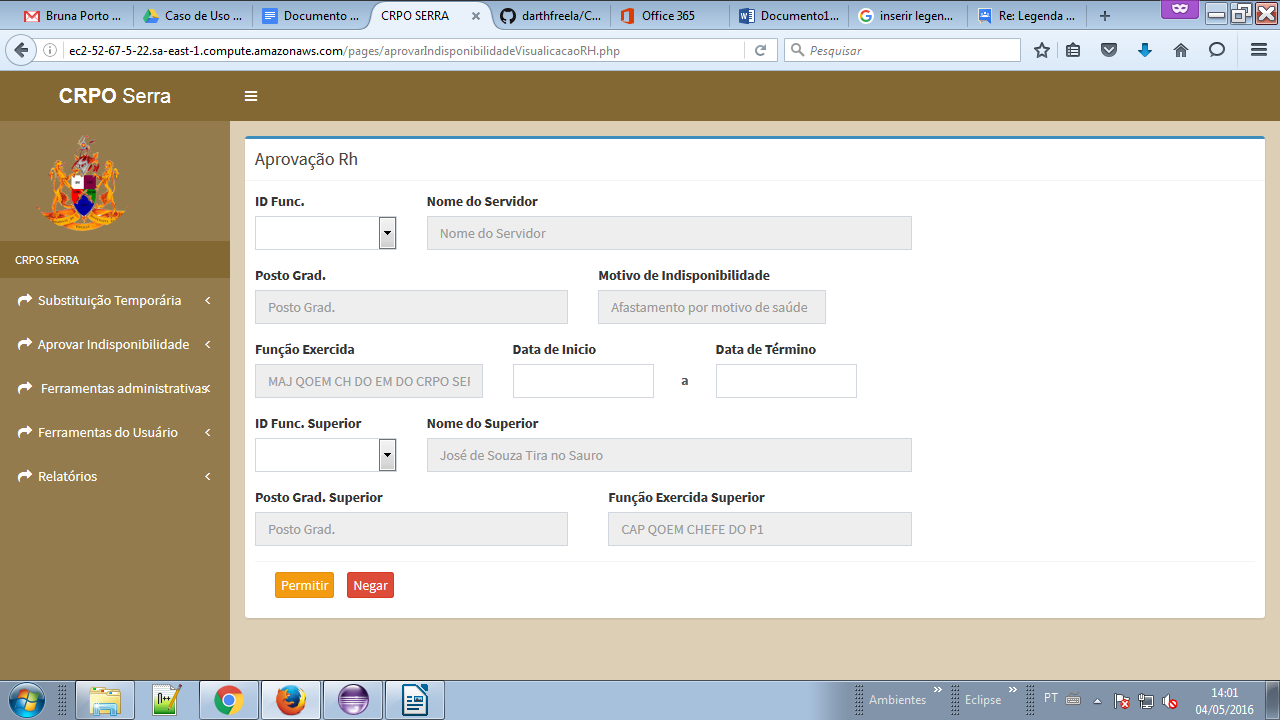 Bruna Porto ...
Caso de Uso ...
Documento ...
CRPO SERRA
darthfreela/C...
Office 365
Documento1...
inserir legen...
Re: Legenda ...
ec2-52-67-5-22.sa-east-1.compute.amazonaws.com/pages/aprovarIndisponibilidadeVisualicacaoRH.php
Pesquisar
CRPO Serra
Aprovação Rh
ID Func.
Nome do Servidor
Nome do Servidor
CRPO SERRA
Posto Grad.
Motivo de Indisponibilidade
Substituição Temporária
Posto Grad.
Afastamento por motivo de saúde
Aprovar Indisponibilidade
Função Exercida
Data de Inicio
Data de Término
Ferramentas administrativas
MAJ QOEM CH DO EM DO CRPO SEI
a
ID Func. Superior
Nome do Superior
Ferramentas do Usuário
José de Souza Tira no Sauro
Relatórios
Posto Grad. Superior
Função Exercida Superior
Posto Grad.
CAP QOEM CHEFE DO P1
Permitir
Negar
Ambientes
Eclipse
PT
14:01
04/05/2016